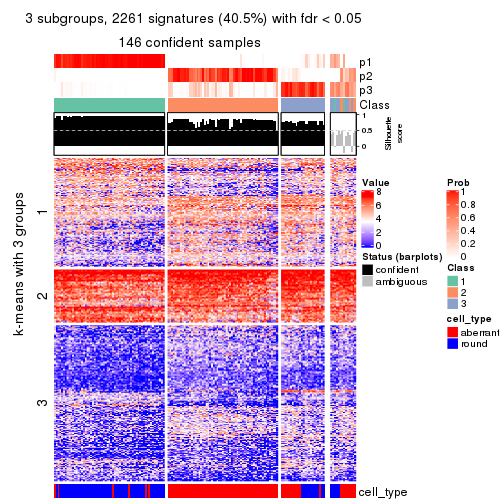 3 subgroups, 2261 signatures (40.5%) with fdr < 0.05
146 confident samples
p1
p2
p3
Class
1
0.5
0
Silhouette
score
k-means with 3 groups
1
2
3
cell_type
Value
8
6
4
2
0
Status (barplots)
confident
ambiguous
Prob
1
0.8
0.6
0.4
0.2
0
Class
1
2
3
cell_type
aberrant
round